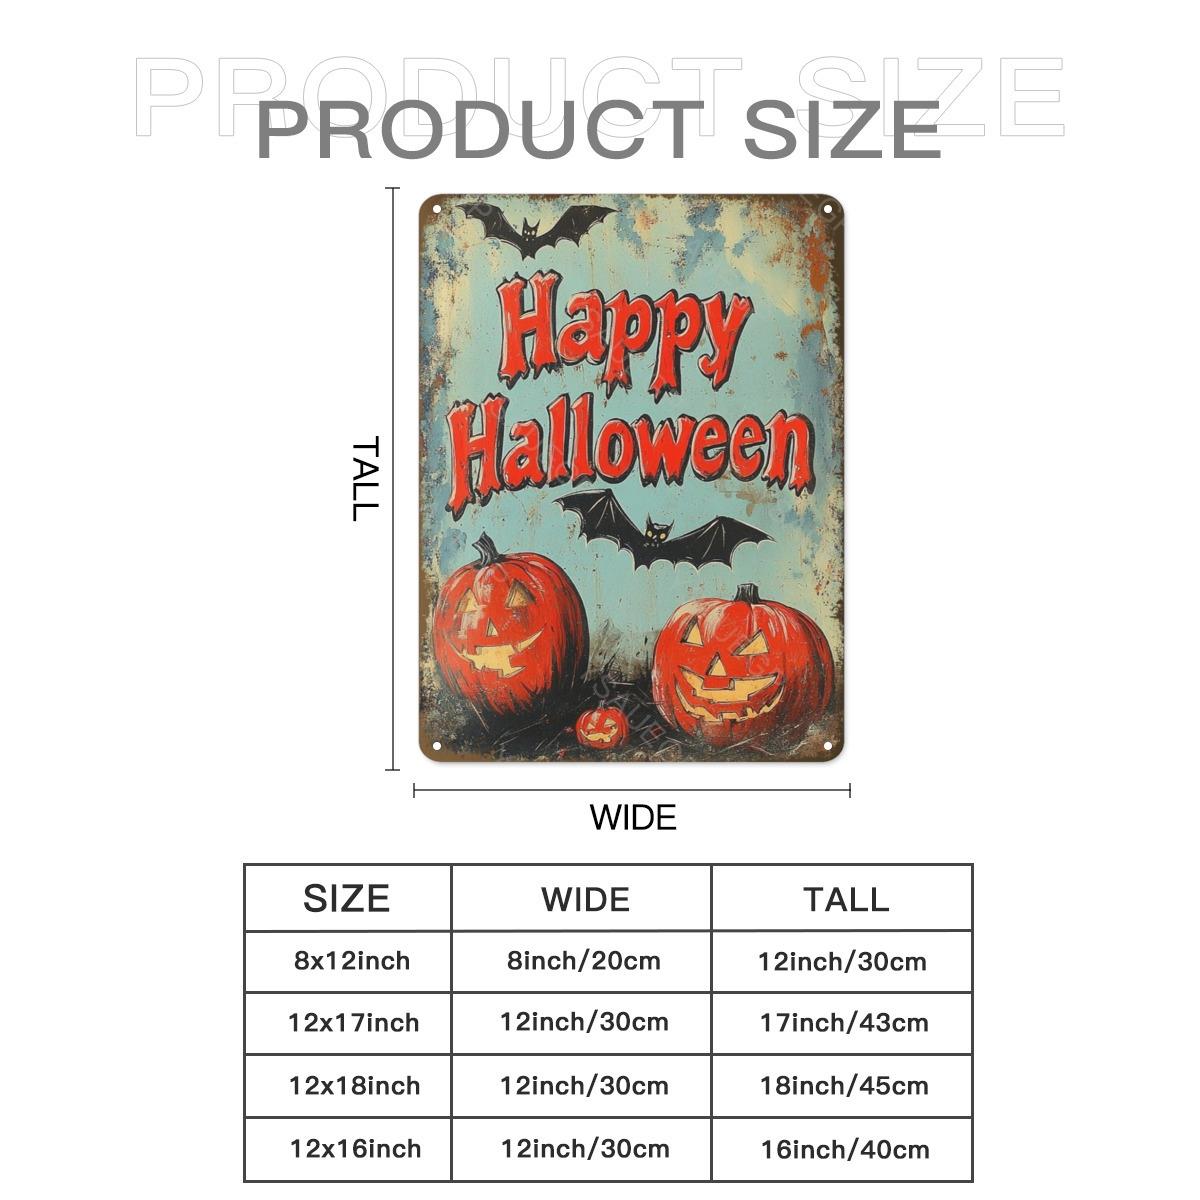 PRODUCT SIZE
PRODUCT SIZE
Happy
Halloween
TALL
WIDE
SIZE WIDE TALL
8x12inch 8inch/20cm 12inch/30cm
12x17inch 12inch/30cm 17inch/43cm
12x18inch 12inch/30cm 18inch/45cm
12x16inch 12inch/30cm 16inch/40cm